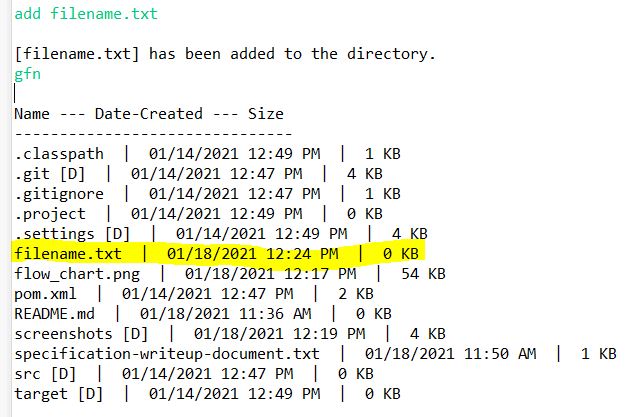 add filename.txt
[filename.txt] has been added to the directory.
gfn
Name --- Date-Created --- Size
-------------------------------
.classpath | 01/14/2021 12:49 PM | 1 KB
.git [D] | 01/14/2021 12:47 PM | 4 KB
.gitignore | 01/14/2021 12:47 PM | 1 KB
.project | 01/14/2021 12:49 PM | 0 KB
.settings [D] | 01/14/2021 12:49 PM | 4 KB
filename.txt | 01/18/2021 12:24 PM | 0 KB
flow_chart.png | 01/18/2021 12:17 PM | 54 KB
pom.xml | 01/14/2021 12:47 PM | 2 KB
README.md | 01/18/2021 11:36 AM | 0 KB
screenshots [D] | 01/18/2021 12:19 PM | 4 KB
specification-writeup-document.txt | 01/18/2021 11:50 AM | 1 KB
src [D] | 01/14/2021 12:47 PM | 0 KB
target [D] | 01/14/2021 12:49 PM | 0 KB